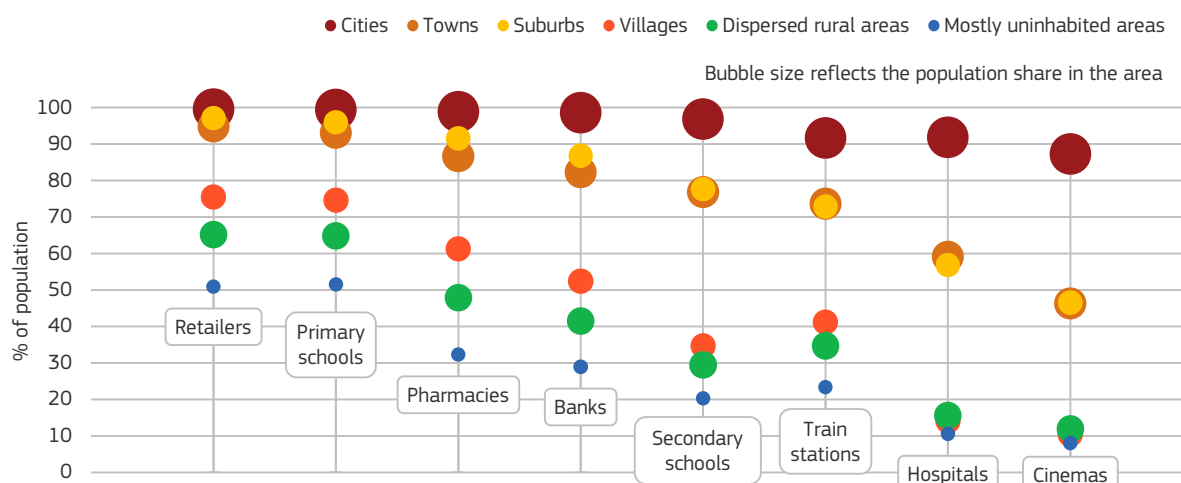 Cities Towns Suburbs Villages Dispersed rural areas Mostly uninhabited areas
Bubble size reflects the population share in the area
% of population
100
90
80
70
60
50
40
30
20
10
0
Retailers
Primary
schools
Pharmacies
Banks
Secondary
schools
Train
stations
Hospitals
Cinemas